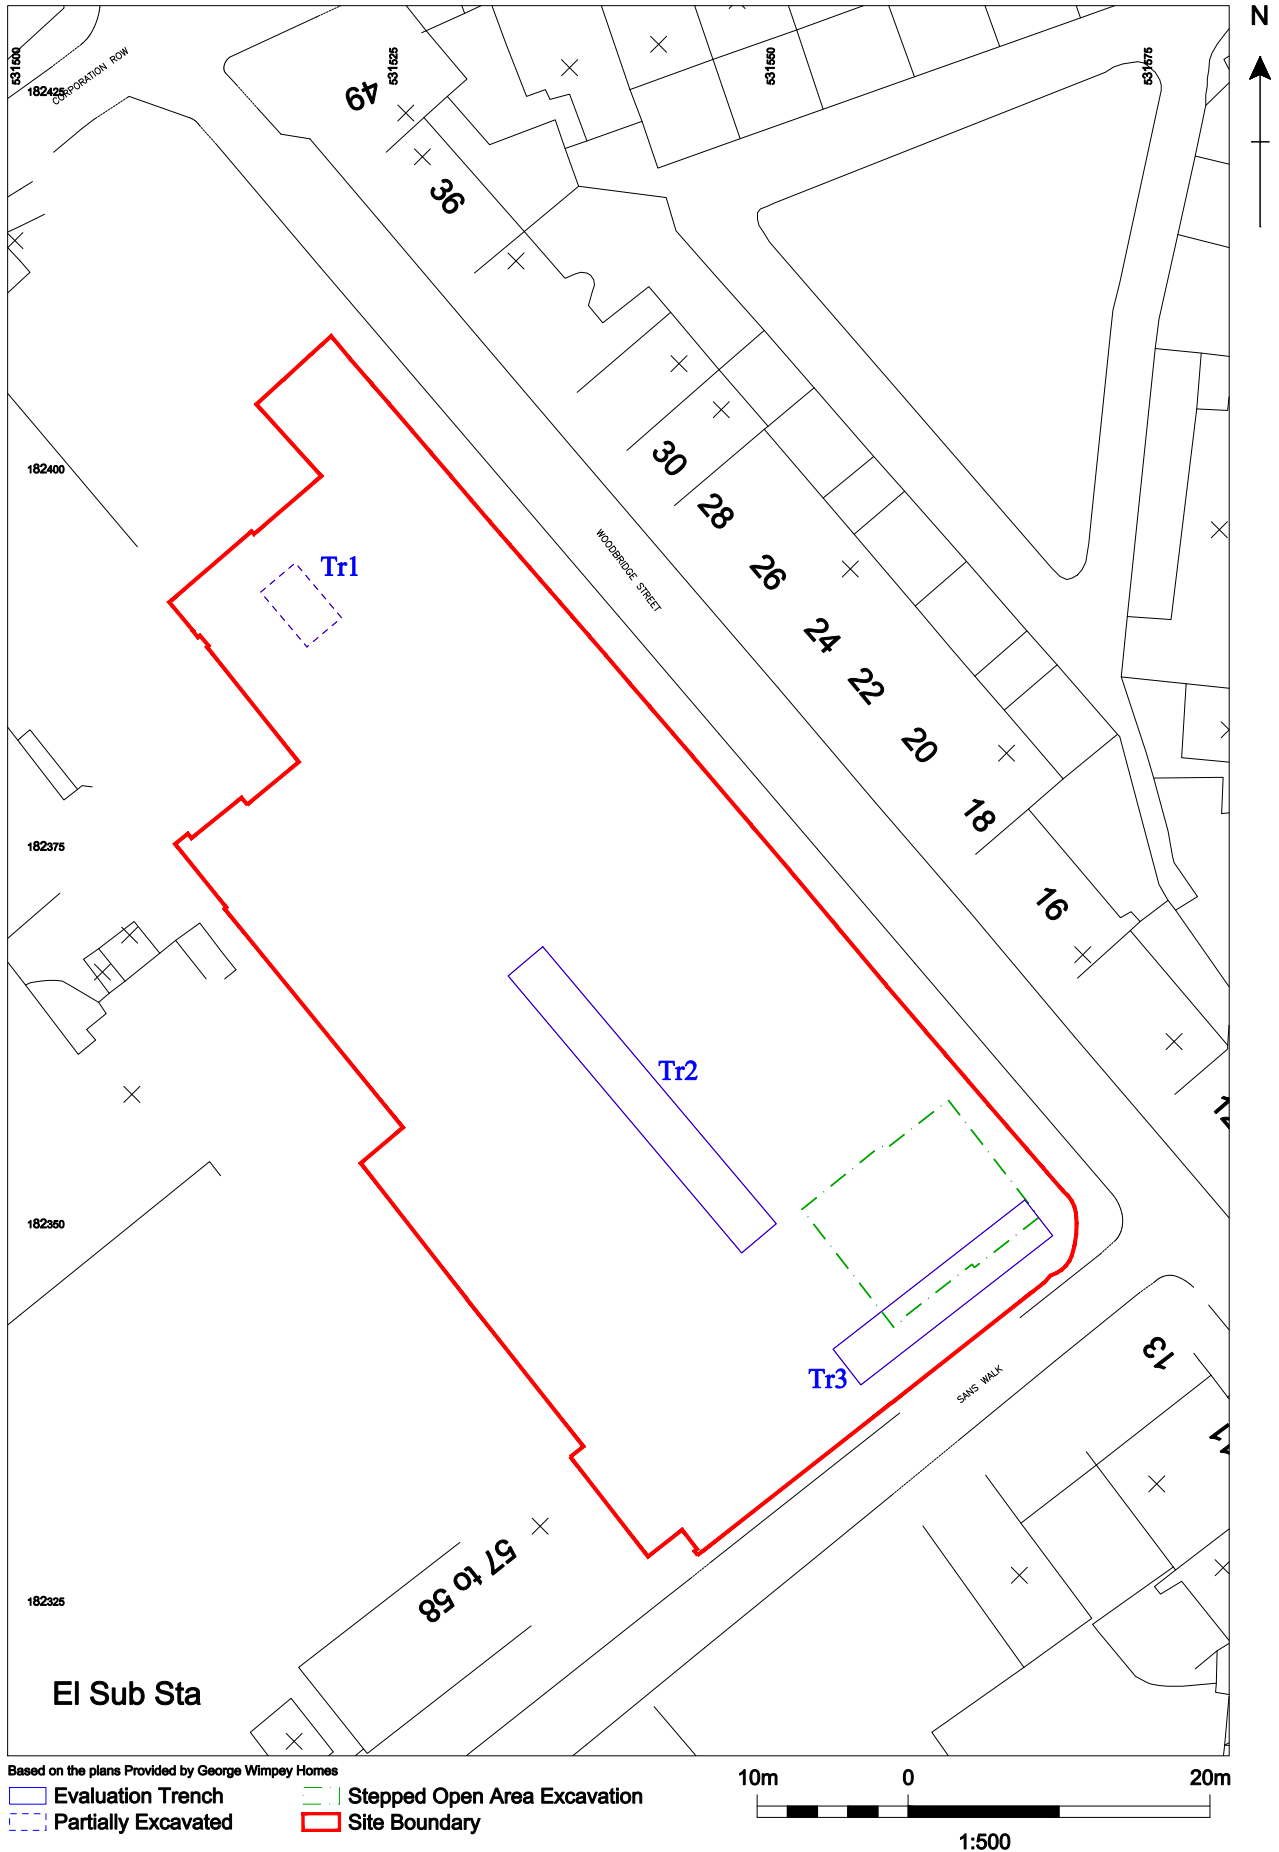 N
531500
531525
531550
531575
182425
CORPORATION ROW
49
36
182400
30
28
WOODBRIDGE STREET
Tr1
26
24
22
20
18
182375
16
Tr2
12
182350
13
Tr3
SANS WALK
11
57 to 58
182325
El Sub Sta
Based on the plans Provided by George Wimpey Homes
Evaluation Trench
Stepped Open Area Excavation
Partially Excavated
Site Boundary
10m 0 20m
1:500